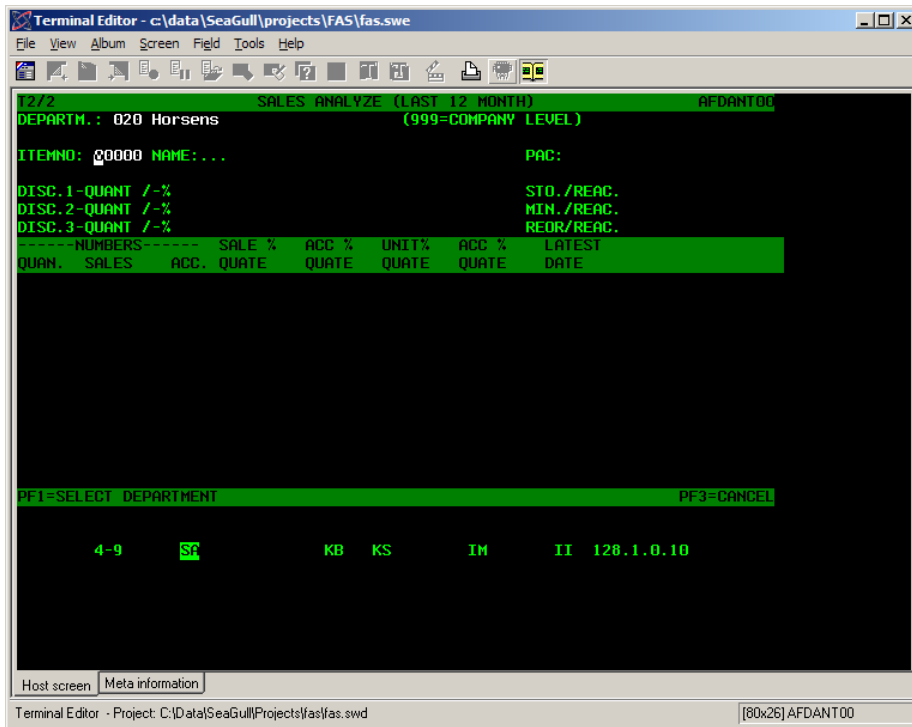 Terminal Editor - c:\data\SeaGull\projects\FAS\fas.swe
File View Album Screen Field Tools Help
T2/2 SALES ANALYZE (LAST 12 MONTH) AFDANT00
DEPARTM.: 020 Horsens (999=COMPANY LEVEL)
ITEMNO: 00000 NAME:... PAC:
DISC.1-QUANT /-% STO./REAC.
DISC.2-QUANT /-% MIN./REAC.
DISC.3-QUANT /-% REOR/REAC.
------NUMBERS------ SALE % ACC % UNIT% ACC % LATEST
QUAN. SALES ACC. QUATE QUATE QUATE QUATE DATE
PF1=SELECT DEPARTMENT PF3=CANCEL
4-9 SA KB KS IM II 128.1.0.10
Host screen Meta information
Terminal Editor - Project: C:\Data\SeaGull\Projects\fas\fas.swd [80x26] AFDANT00